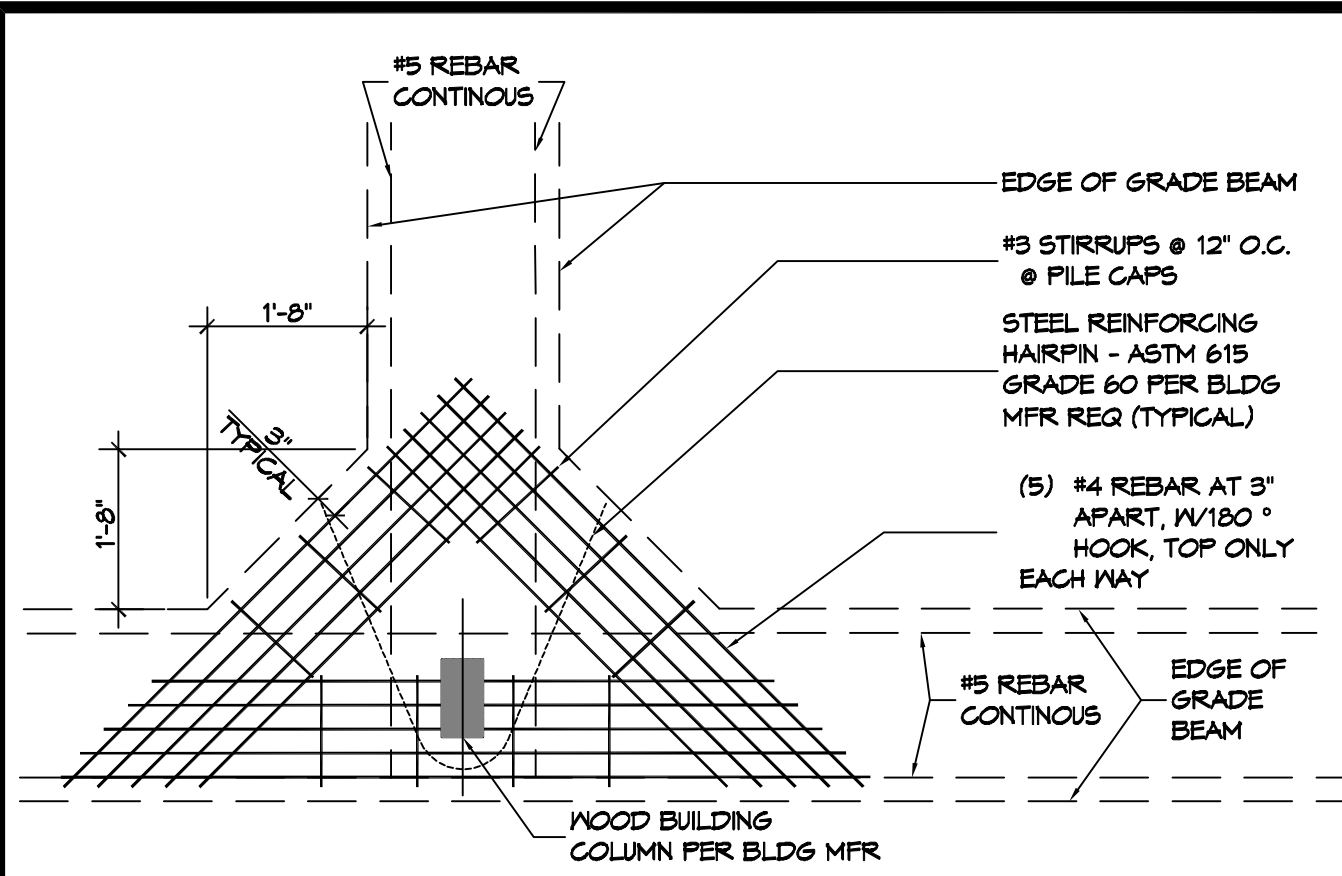 #5 REBAR
CONTINOUS
EDGE OF GRADE BEAM
#3 STIRRUPS @ 12" O.C.
@ PILE CAPS
1'-8"
STEEL REINFORCING
HAIRPIN - ASTM 615
GRADE 60 PER BLDG
MFR REQ (TYPICAL)
3"
TYPICAL
1'-8"
(5) #4 REBAR AT 3"
APART, W/180 °
HOOK, TOP ONLY
EACH WAY
#5 REBAR
CONTINOUS
EDGE OF
GRADE
BEAM
WOOD BUILDING
COLUMN PER BLDG MFR